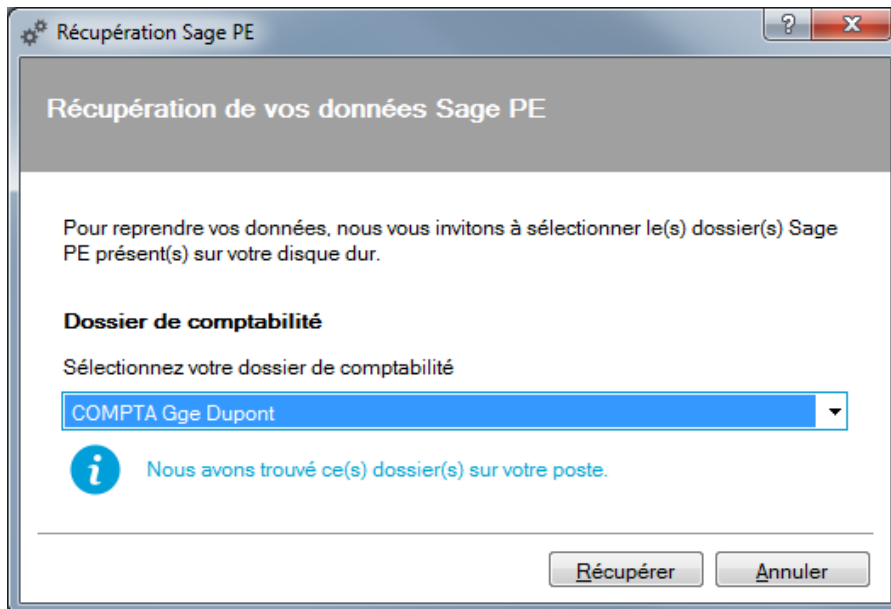 Récupération Sage PE
Récupération de vos données Sage PE
Pour reprendre vos données, nous vous invitons à sélectionner le(s) dossier(s) Sage
PE présent(s) sur votre disque dur.
Dossier de comptabilité
Sélectionnez votre dossier de comptabilité
COMPTA Gge Dupont
Nous avons trouvé ce(s) dossier(s) sur votre poste.
Récupérer Annuler